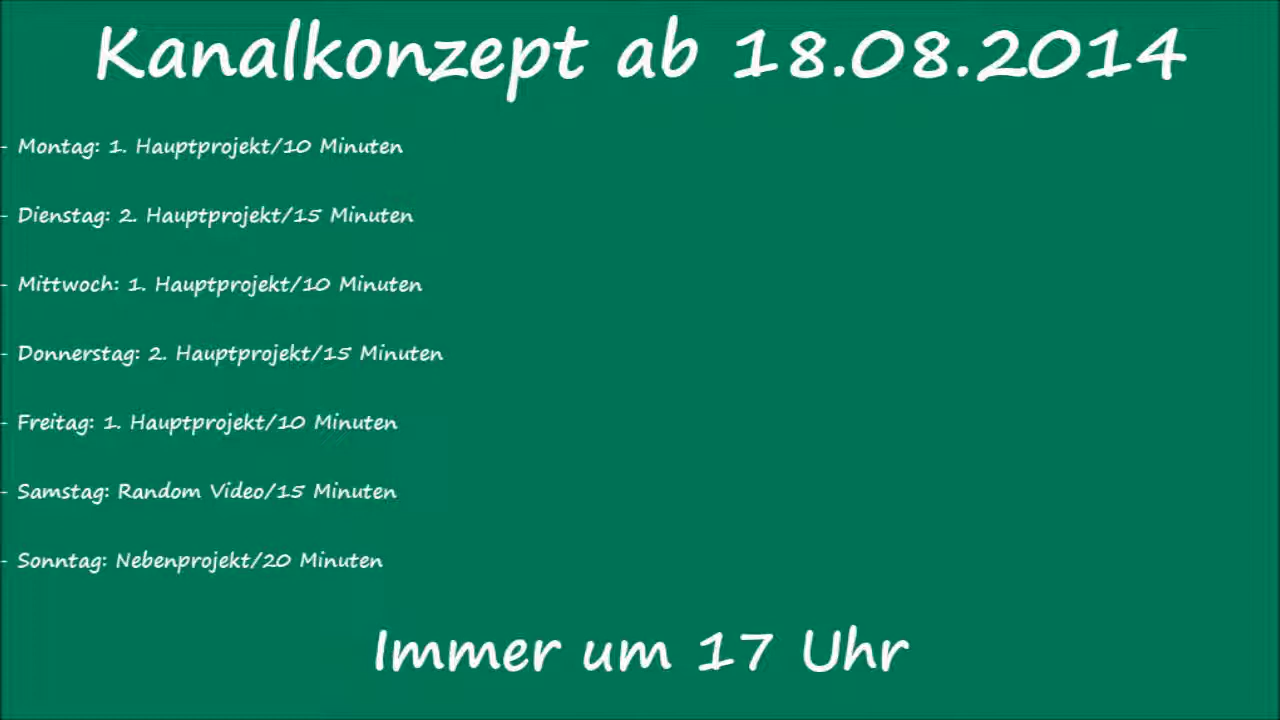 Kanalkonzept ab 18.08.2014
- Montag: 1. Hauptprojekt/10 Minuten
- Dienstag: 2. Hauptprojekt/15 Minuten
- Mittwoch: 1. Hauptprojekt/10 Minuten
- Donnerstag: 2. Hauptprojekt/15 Minuten
- Freitag: 1. Hauptprojekt/10 Minuten
- Samstag: Random Video/15 Minuten
- Sonntag: Nebenprojekt/20 Minuten
Immer um 17 Uhr